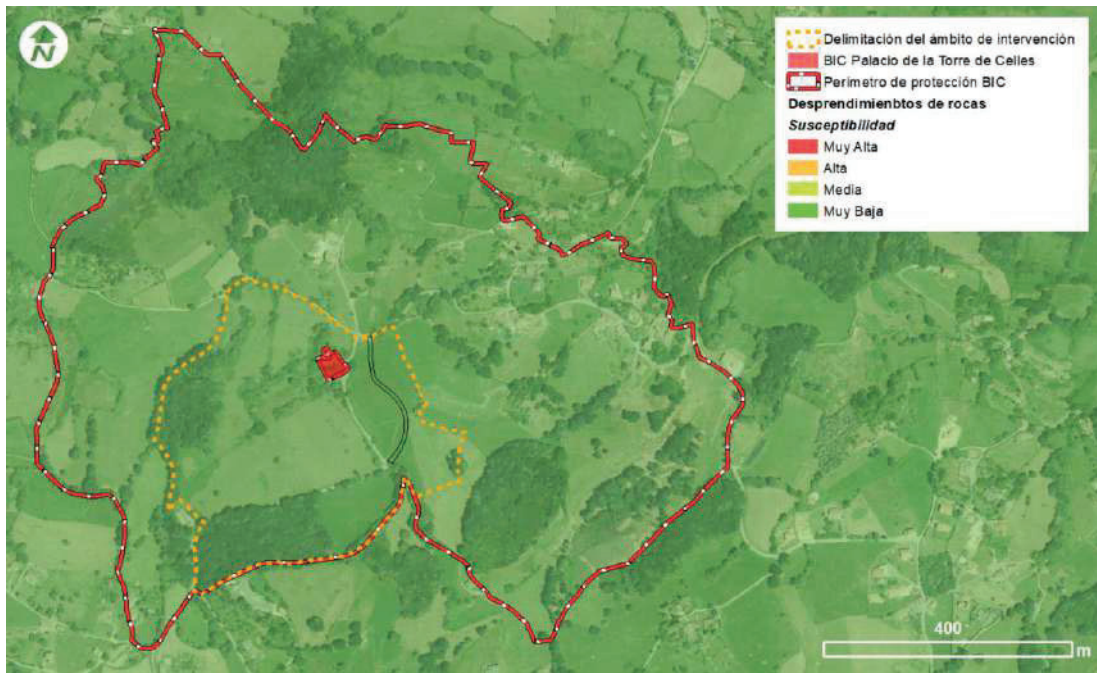 N
Delimitación del ámbito de intervención
BIC Palacio de la Torre de Celles
Perímetro de protección BIC
Desprendimienbtos de rocas
Susceptibilidad
Muy Alta
Alta
Media
Muy Baja
400
m